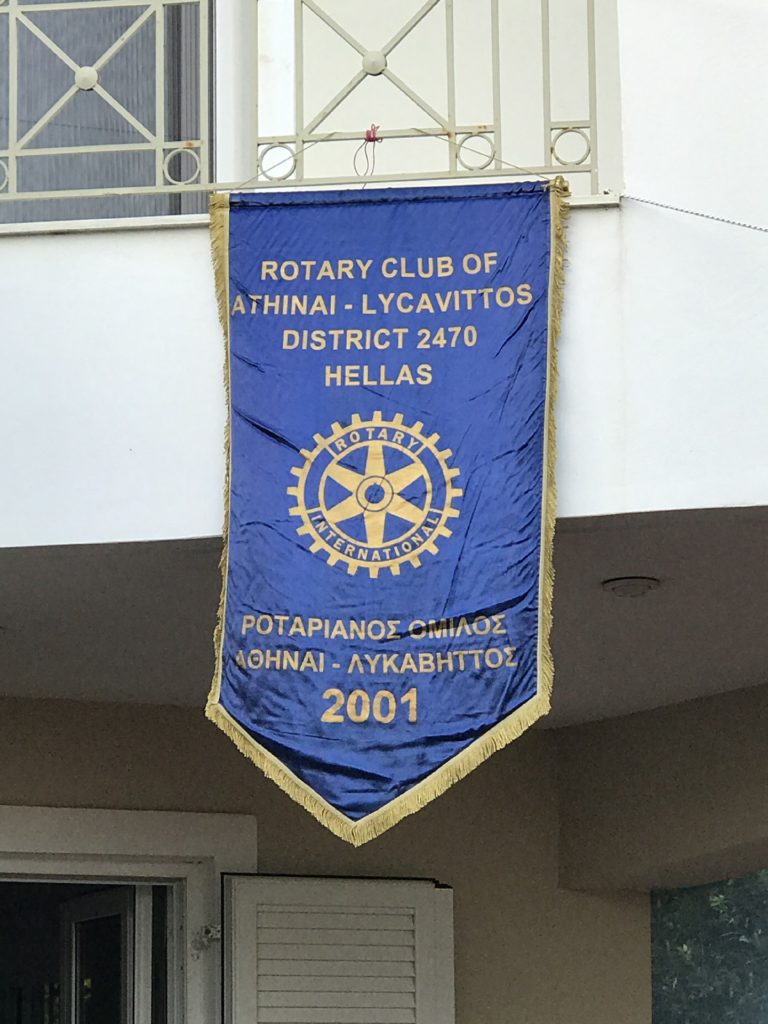 ROTARY CLUB OF
ATHINAI - LYCAVITTOS
DISTRICT 2470
HELLAS
ROTARY
INTERNATIONAL
ΡΟΤΑΡΙΑΝΟΣ ΟΜΙΛΟΣ
ΑΘΗΝΑΙ - ΛΥΚΑΒΗΤΤΟΣ
2001